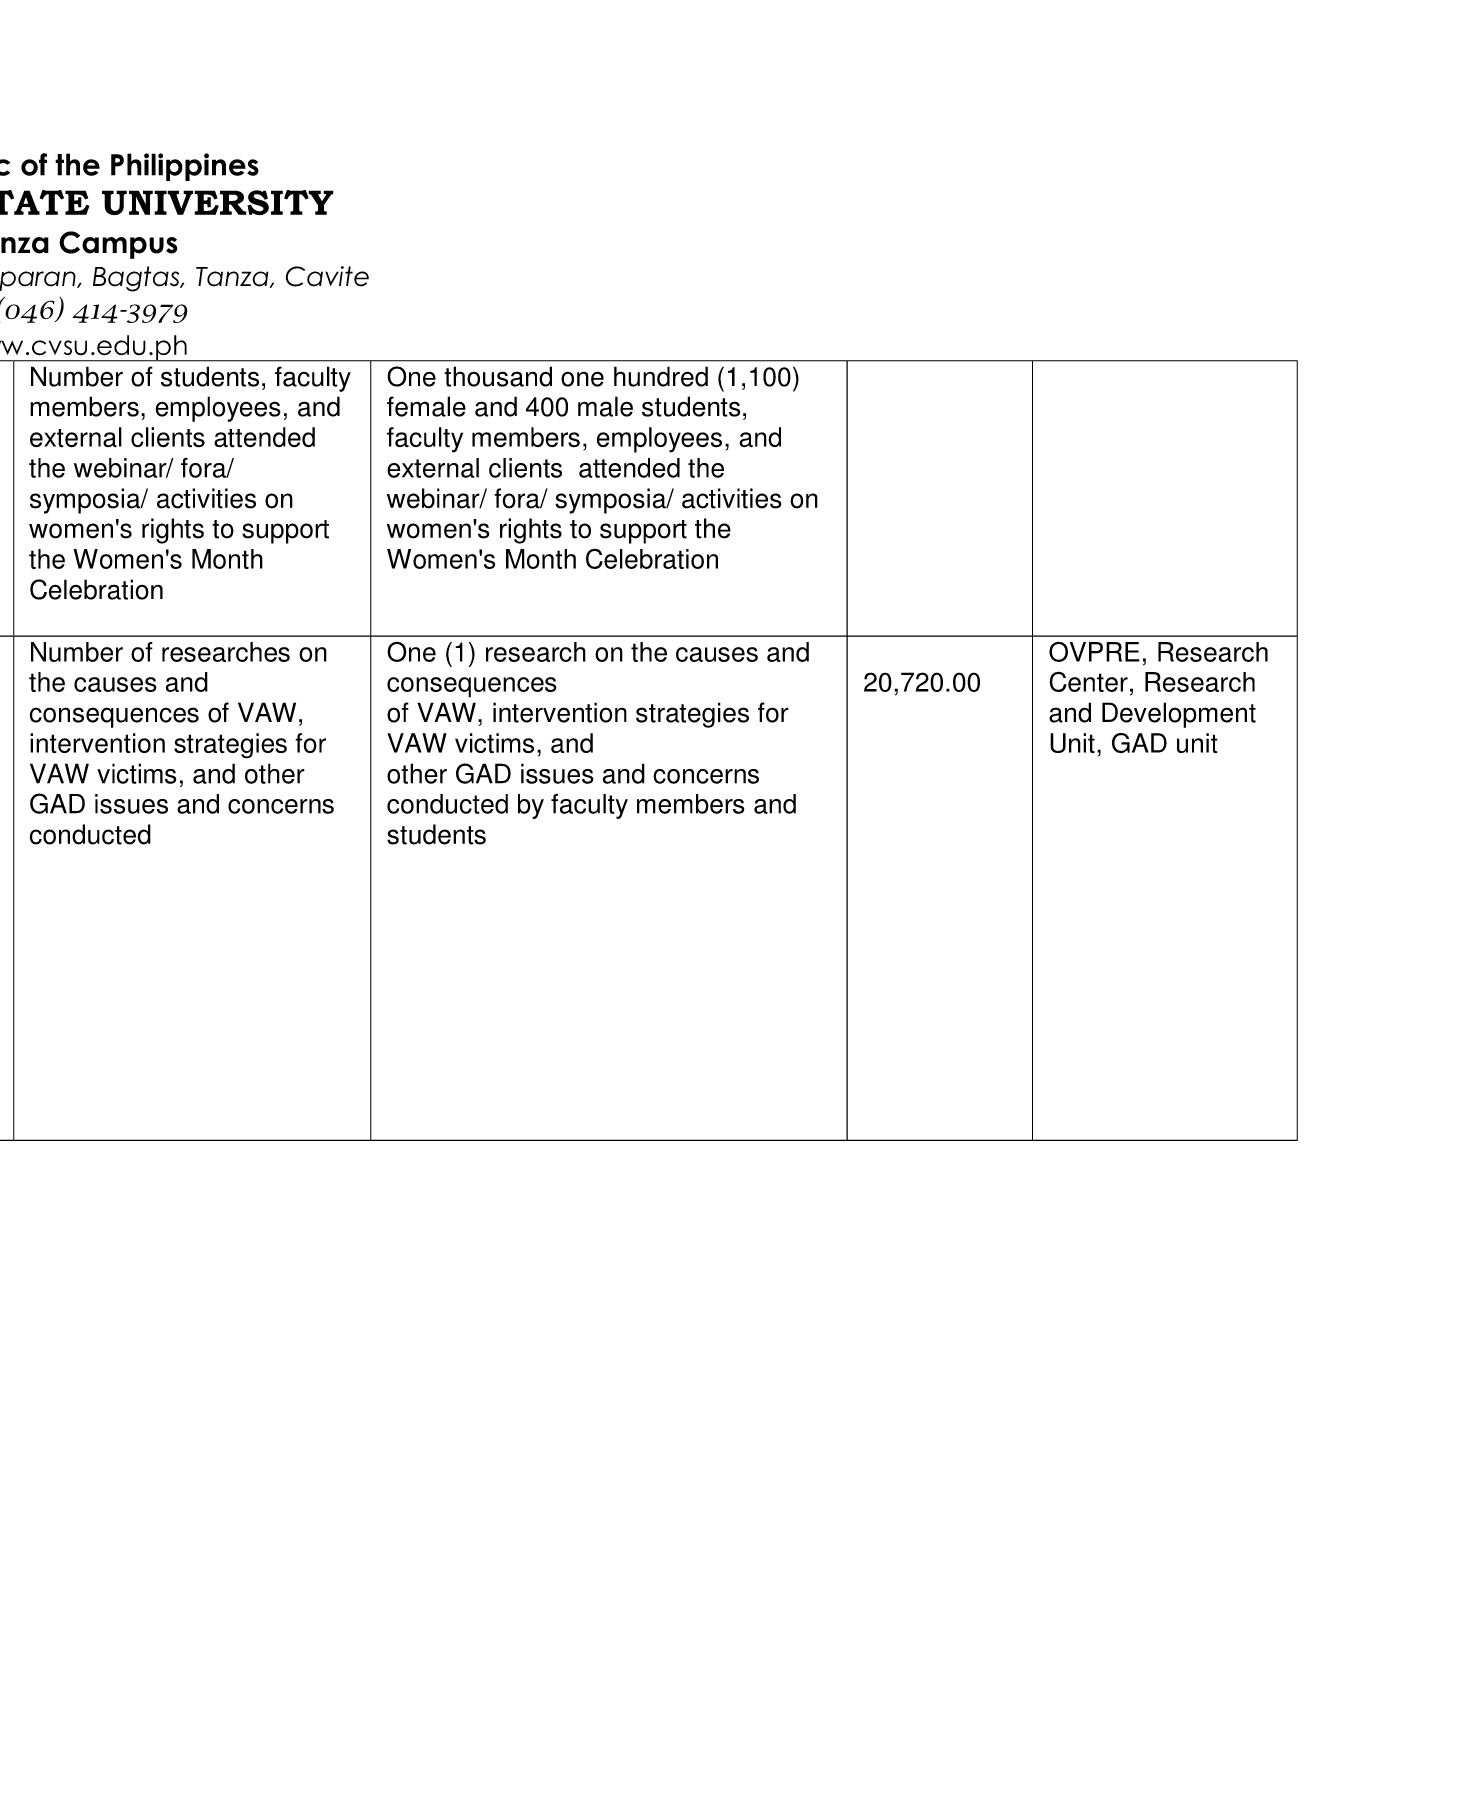 c of the Philippines
TATE UNIVERSITY
nza Campus
paran, Bagtas, Tanza, Cavite
(046) 414-3979
w.cvsu.edu.ph
Number of students, faculty
members, employees, and
external clients attended
the webinar/ fora/
symposia/ activities on
women's rights to support
the Women's Month
Celebration
One thousand one hundred (1,100)
female and 400 male students,
faculty members, employees, and
external clients  attended the
webinar/ fora/ symposia/ activities on
women's rights to support the
Women's Month Celebration
Number of researches on
the causes and
consequences of VAW,
intervention strategies for
VAW victims, and other
GAD issues and concerns
conducted
One (1) research on the causes and
consequences
of VAW, intervention strategies for
VAW victims, and
other GAD issues and concerns
conducted by faculty members and
students
20,720.00
OVPRE, Research
Center, Research
and Development
Unit, GAD unit